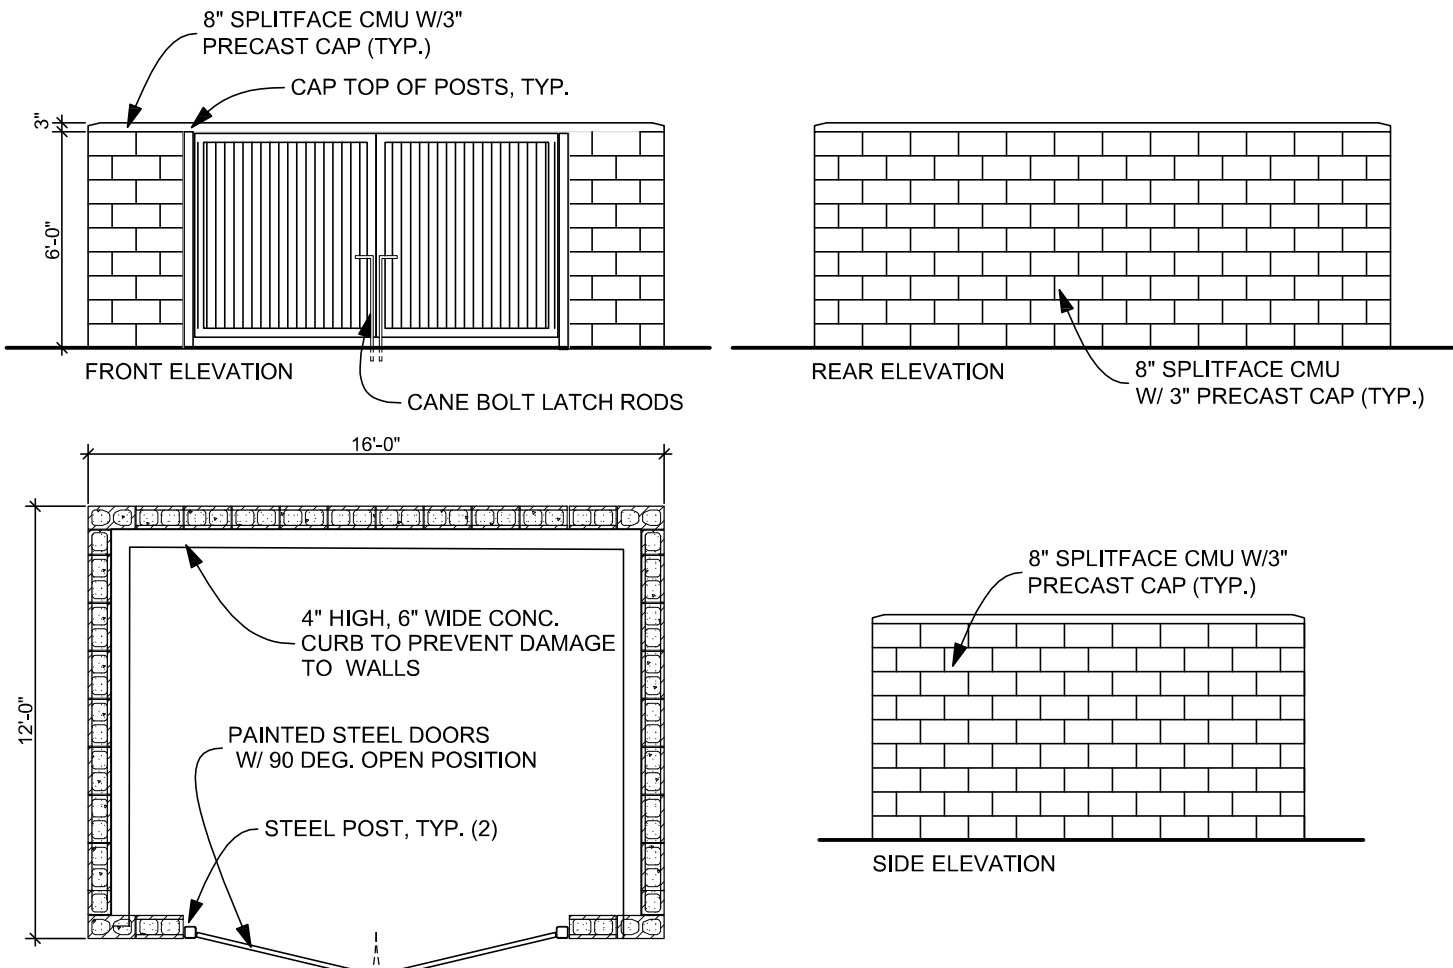 8" SPLITFACE CMU W/3"
PRECAST CAP (TYP.)
CAP TOP OF POSTS, TYP.
3"
6'-0"
FRONT ELEVATION
CANE BOLT LATCH RODS
REAR ELEVATION
8" SPLITFACE CMU
W/ 3" PRECAST CAP (TYP.)
16'-0"
12'-0"
4" HIGH, 6" WIDE CONC.
CURB TO PREVENT DAMAGE
TO WALLS
PAINTED STEEL DOORS
W/ 90 DEG. OPEN POSITION
STEEL POST, TYP. (2)
8" SPLITFACE CMU W/3"
PRECAST CAP (TYP.)
SIDE ELEVATION